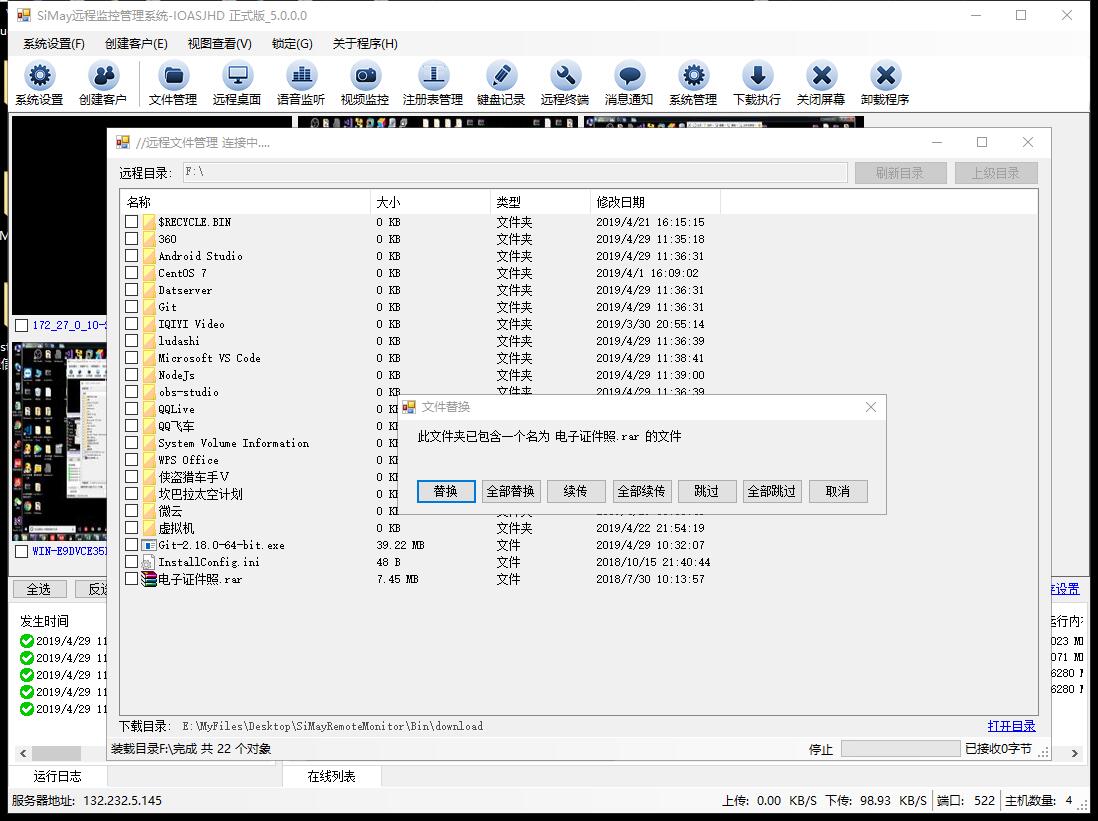 SiMay远程监控管理系统-IOASJHD 正式版_5.0.0.0
系统设置(F) 创建客户(E) 视图查看(V) 锁定(G) 关于程序(H)
系统设置 创建客户 文件管理 远程桌面 语音监听 视频监控 注册表管理 键盘记录 远程终端 消息通知 系统管理 下载执行 关闭屏幕 卸载程序
//远程文件管理 连接中....
远程目录: F:\ 刷新目录 上级目录
名称 大小 类型 修改日期
$RECYCLE.BIN 0 KB 文件夹 2019/4/21 16:15:15
360 0 KB 文件夹 2019/4/29 11:35:18
Android Studio 0 KB 文件夹 2019/4/29 11:36:31
CentOS 7 0 KB 文件夹 2019/4/1 16:09:02
Datserver 0 KB 文件夹 2019/4/29 11:36:31
Git 0 KB 文件夹 2019/4/29 11:36:31
IQIYI Video 0 KB 文件夹 2019/3/30 20:55:14
ludashi 0 KB 文件夹 2019/4/29 11:36:39
Microsoft VS Code 0 KB 文件夹 2019/4/29 11:38:41
NodeJs 0 KB 文件夹 2019/4/29 11:39:00
obs-studio 0 KB 文件夹 2019/4/29 11:36:39
QQLive 0
QQ飞车 0
System Volume Information 0
WPS Office 0
侠盗猎车手Ⅴ 0
坎巴拉太空计划 0
微云 0
虚拟机 0 KB 文件夹 2019/4/22 21:54:19
Git-2.18.0-64-bit.exe 39.22 MB 文件 2019/4/29 10:32:07
InstallConfig.ini 48 B 文件 2018/10/15 21:40:44
电子证件照.rar 7.45 MB 文件 2018/7/30 10:13:57
文件替换
此文件夹已包含一个名为 电子证件照.rar 的文件
替换 全部替换 续传 全部续传 跳过 全部跳过 取消
下载目录: E:\MyFiles\Desktop\SiMayRemoteMonitor\Bin\download 打开目录
装载目录F:\完成 共 22 个对象 停止 已接收0字节
172_27_0_10-
WIN-E9DVCE35
全选 反选 设置
发生时间 运行内
2019/4/29 11 023 M
2019/4/29 11 071 M
2019/4/29 11 6280
2019/4/29 11 6280
2019/4/29 11
运行日志 在线列表
服务器地址: 132.232.5.145 上传: 0.00 KB/S 下传: 98.93 KB/S 端口: 522 主机数量: 4